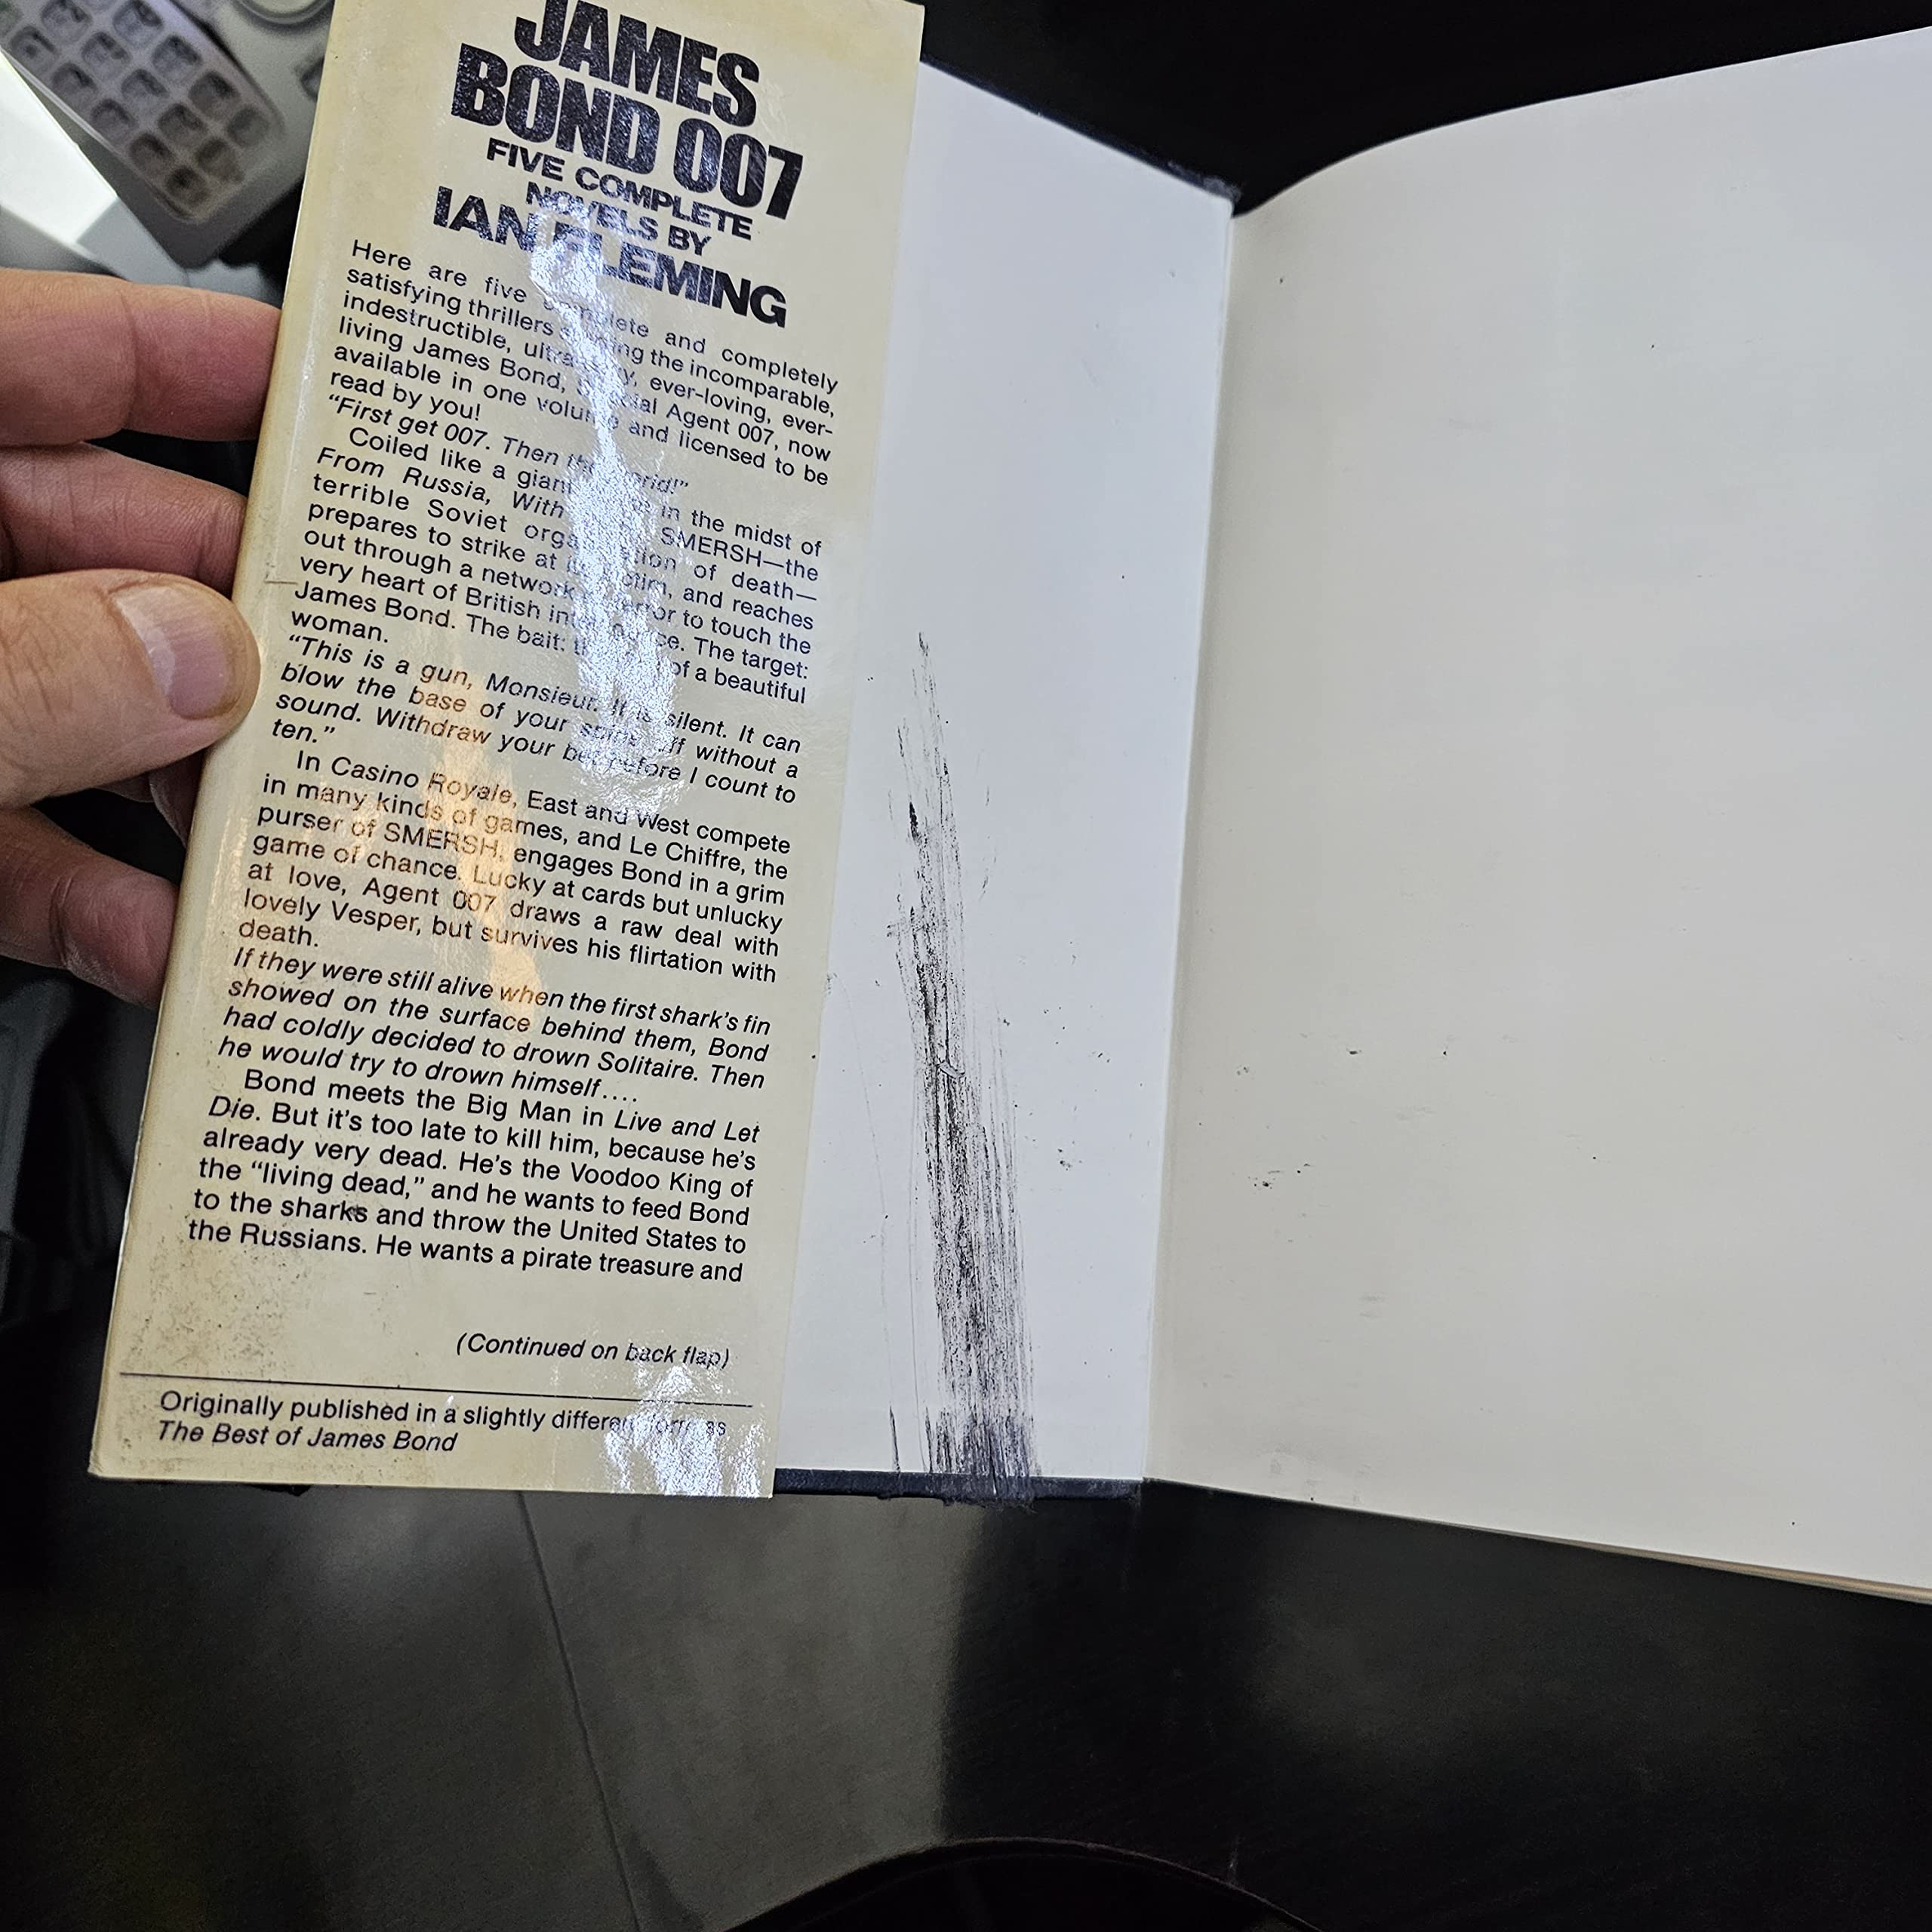 JAMES
BOND 007
FIVE COMPLETE
NOVELS BY
IAN FLEMING
Here are five complete and completely
satisfying thrillers starring the incomparable,
indestructible, ever-loving, ever-
living James Bond, Special Agent 007, now
available in one volume and licensed to be
read by you!
“First get 007. Then the world!”
Coiled like a giant in the midst of
From Russia, With SMERSH—the
terrible Soviet organization of death—
prepares to strike at its victim, and reaches
out through a network of terror to touch the
very heart of British intelligence. The target:
James Bond. The bait: of a beautiful
woman.
“This is a gun, Monsieur. It is silent. It can
blow the base of your spine off without a
sound. Withdraw your bet before I count to
ten.”
In Casino Royale, East and West compete
in many kinds of games, and Le Chiffre, the
purser of SMERSH, engages Bond in a grim
game of chance. Lucky at cards but unlucky
at love, Agent 007 draws a raw deal with
lovely Vesper, but survives his flirtation with
death.
If they were still alive when the first shark’s fin
showed on the surface behind them, Bond
had coldly decided to drown Solitaire. Then
he would try to drown himself....
Bond meets the Big Man in Live and Let
Die. But it’s too late to kill him, because he’s
already very dead. He’s the Voodoo King of
the “living dead,” and he wants to feed Bond
to the sharks and throw the United States to
the Russians. He wants a pirate treasure and
(Continued on back flap)
Originally published in a slightly different form as
The Best of James Bond